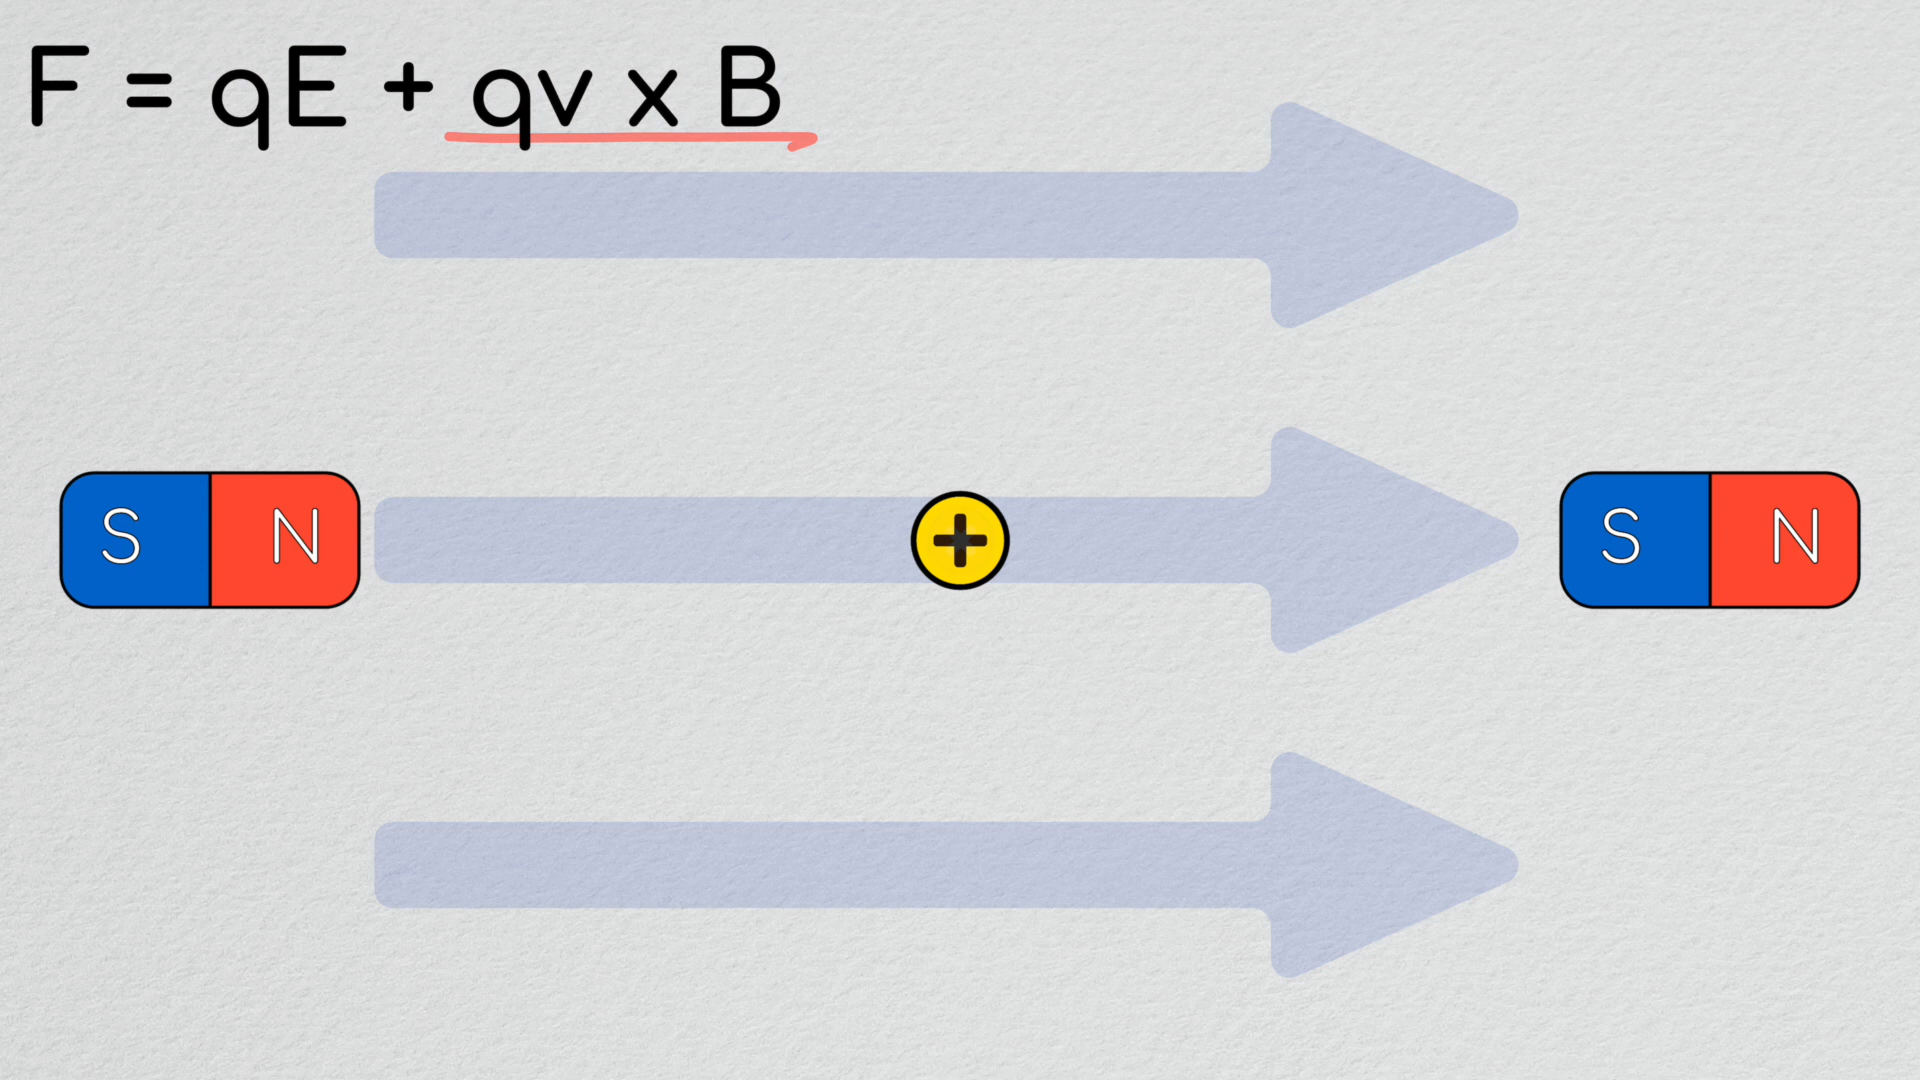 F = qE + qv x B
S N
+
S N